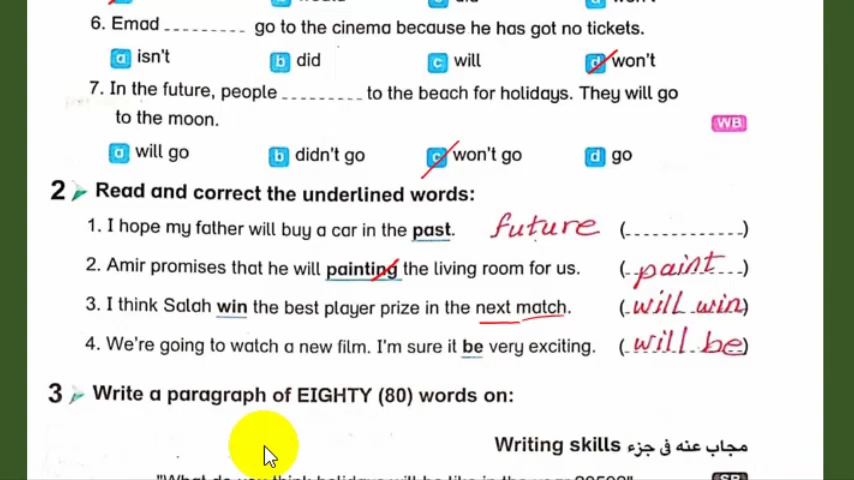 6. Emad _________ go to the cinema because he has got no tickets.
a isn't b did c will d won't
7. In the future, people _________ to the beach for holidays. They will go
to the moon.
WB
a will go b didn't go c won't go d go
2 Read and correct the underlined words:
1. I hope my father will buy a car in the past. future (.............)
2. Amir promises that he will painting the living room for us. (paint)
3. I think Salah win the best player prize in the next match. (will win)
4. We're going to watch a new film. I'm sure it be very exciting. (will be)
3 Write a paragraph of EIGHTY (80) words on:
مجاب عنه فى جزء Writing skills